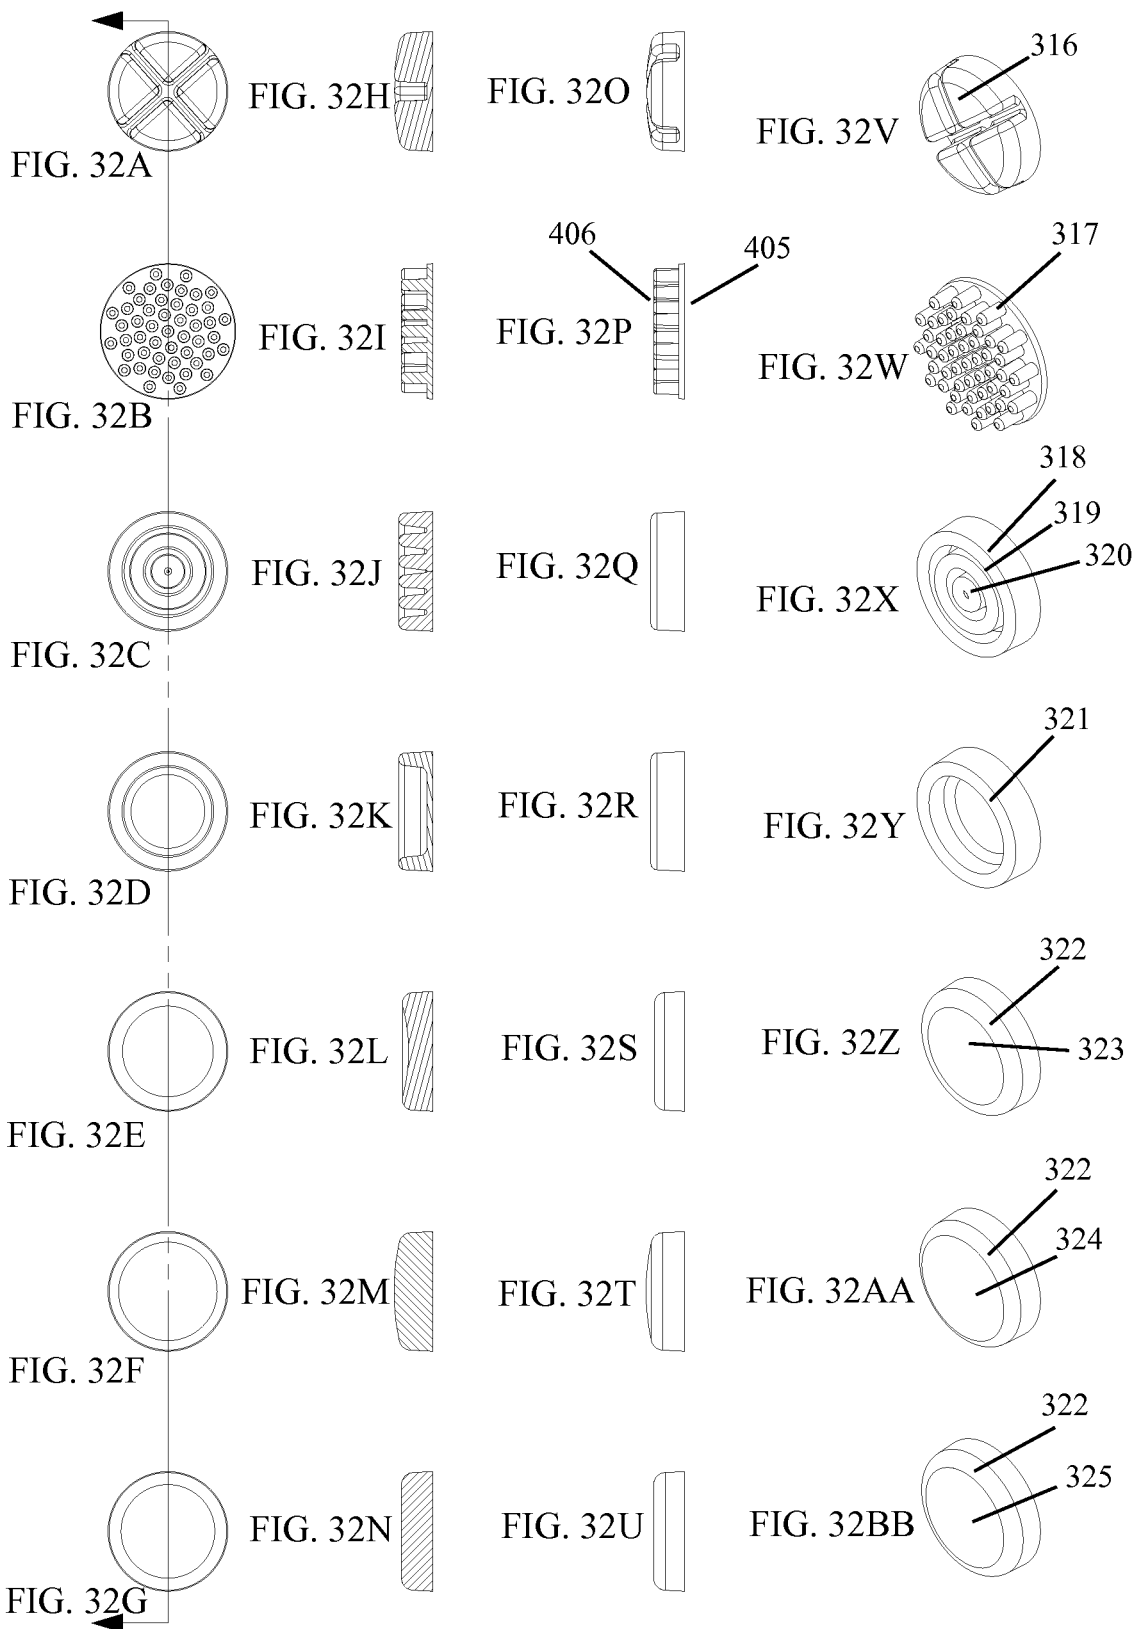 316
FIG. 32H
FIG. 32O
FIG. 32V
FIG. 32A
406
405
317
FIG. 32I
FIG. 32P
FIG. 32W
FIG. 32B
318
319
320
FIG. 32J
FIG. 32Q
FIG. 32X
FIG. 32C
321
FIG. 32K
FIG. 32R
FIG. 32Y
FIG. 32D
322
FIG. 32L
FIG. 32S
FIG. 32Z
323
FIG. 32E
322
324
FIG. 32M
FIG. 32T
FIG. 32AA
FIG. 32F
322
325
FIG. 32N
FIG. 32U
FIG. 32BB
FIG. 32G